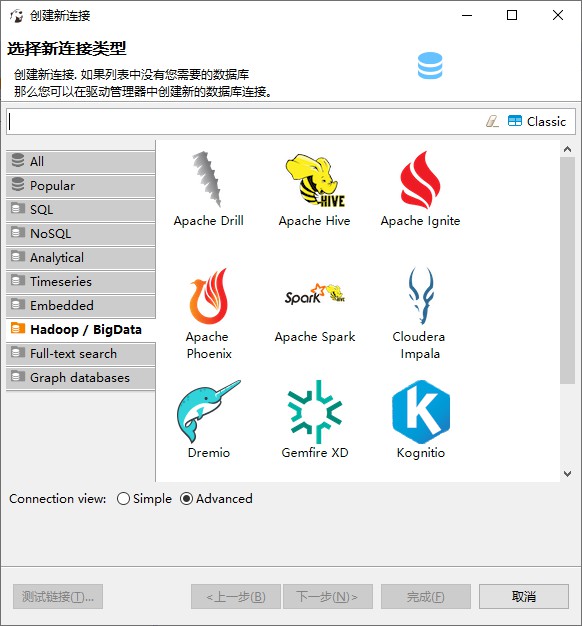 创建新连接
选择新连接类型
创建新连接. 如果列表中没有您需要的数据库
那么您可以在驱动管理器中创建新的数据库连接。
Classic
All
Popular
SQL
NoSQL
Analytical
Timeseries
Embedded
Hadoop / BigData
Full-text search
Graph databases
Apache Drill
HIVE
Apache Hive
Apache Ignite
Apache
Phoenix
Spark
HIVE
Apache Spark
Cloudera
Impala
Dremio
Gemfire XD
K
Kognitio
Connection view:
Simple
Advanced
测试链接(T)...
<上一步(B)
下一步(N)>
完成(F)
取消